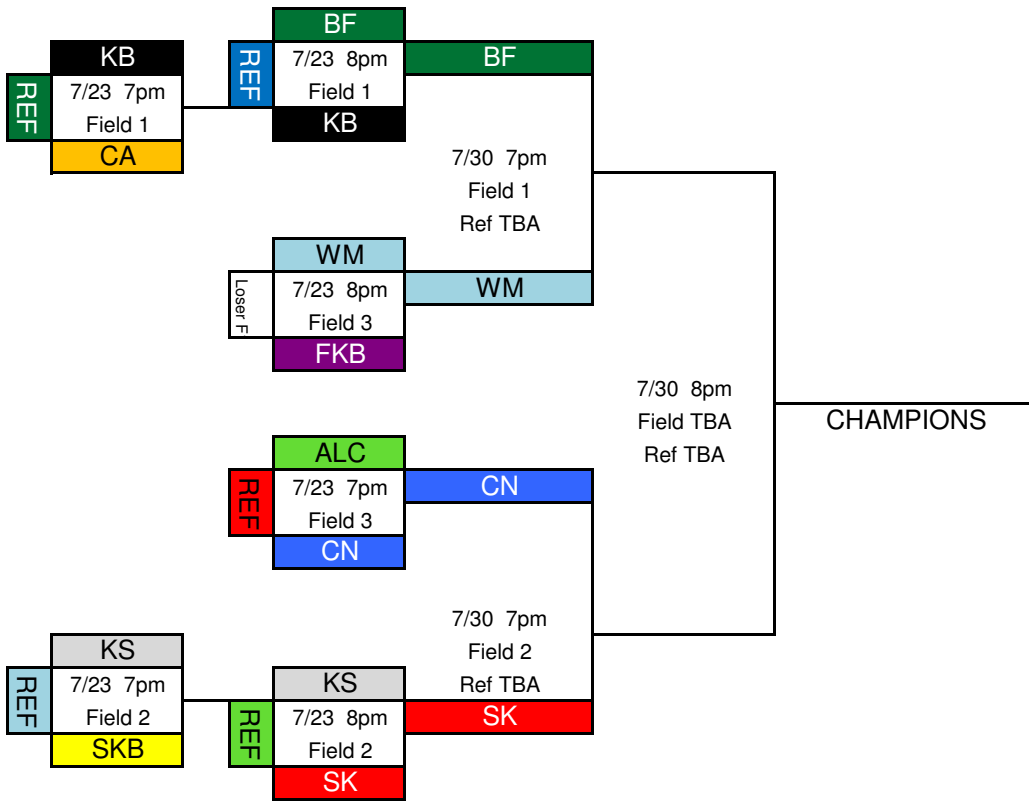 KB
REF
7/23 7pm
Field 1
CA
BF
REF
7/23 8pm
Field 1
KB
BF
7/30 7pm
Field 1
Ref TBA
WM
Loser F
7/23 8pm
Field 3
FKB
WM
7/30 8pm
Field TBA
Ref TBA
CHAMPIONS
ALC
REF
7/23 7pm
Field 3
CN
CN
7/30 7pm
Field 2
Ref TBA
KS
REF
7/23 7pm
Field 2
SKB
KS
REF
7/23 8pm
Field 2
SK
SK